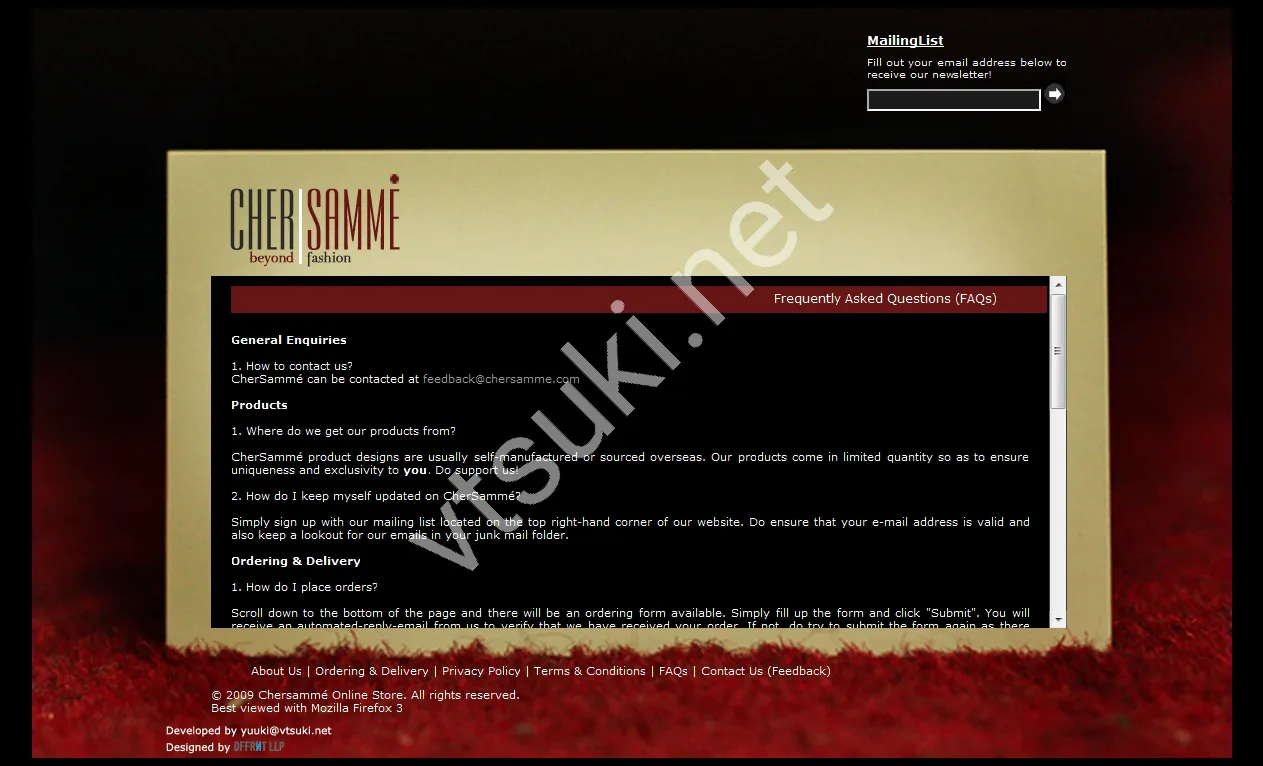 MailingList
Fill out your email address below to
receive our newsletter!
CHER SAMMÉ
beyond fashion
Frequently Asked Questions (FAQs)
General Enquiries
1. How to contact us?
CherSammé can be contacted at feedback@chersamme.com
Products
1. Where do we get our products from?
CherSammé product designs are usually self-manufactured or sourced overseas. Our products come in limited quantity so as to ensure
uniqueness and exclusivity to you. Do support us!
2. How do I keep myself updated on CherSammé?
Simply sign up with our mailing list located on the top right-hand corner of our website. Do ensure that your e-mail address is valid and
also keep a lookout for our emails in your junk mail folder.
Ordering & Delivery
1. How do I place orders?
Scroll down to the bottom of the page and there will be an ordering form available. Simply fill up the form and click "Submit". You will
receive an automated-reply-email from us to verify that we have received your order. If not, do try to submit the form again as there
vtsuki.net
About Us | Ordering & Delivery | Privacy Policy | Terms & Conditions | FAQs | Contact Us (Feedback)
© 2009 Chersammé Online Store. All rights reserved.
Best viewed with Mozilla Firefox 3
Developed by yuuki@vtsuki.net
Designed by DFFRNT LLP